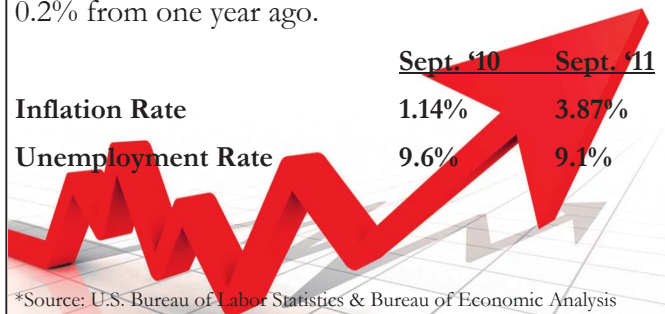 0.2% from one year ago.
Sept. ‘10 Sept. ‘11
Inflation Rate 1.14% 3.87%
Unemployment Rate 9.6% 9.1%
*Source: U.S. Bureau of Labor Statistics & Bureau of Economic Analysis